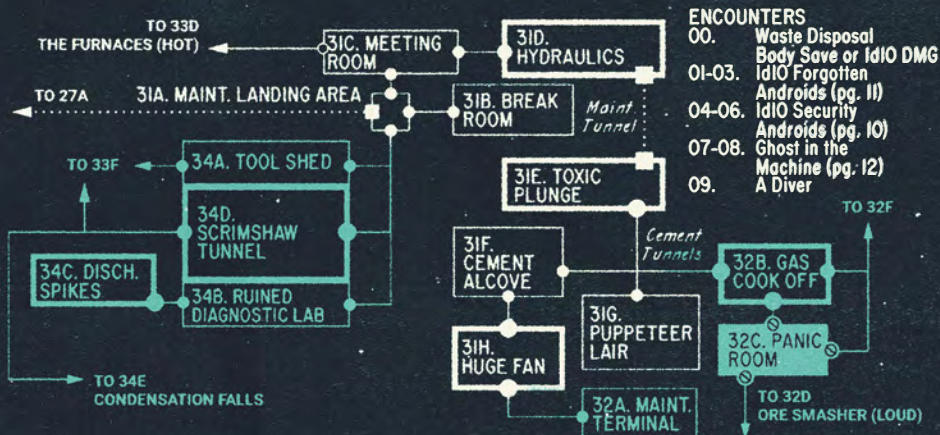 TO 33D
THE FURNACES (HOT)
31C. MEETING
ROOM
31D.
HYDRAULICS
ENCOUNTERS
00. Waste Disposal
Body Save or 1d10 DMG
01-03. 1d10 Forgotten
Androids (pg. 11)
04-06. 1d10 Security
Androids (pg. 10)
07-08. Ghost in the
Machine (pg. 12)
09. A Diver
TO 27A
31A. MAINT. LANDING AREA
31B. BREAK
ROOM
Maint
Tunnel
TO 33F
34A. TOOL SHED
31E. TOXIC
PLUNGE
34D.
SCRIMSHAW
TUNNEL
34C. DISCH.
SPIKES
34B. RUINED
DIAGNOSTIC LAB
31F.
CEMENT
ALCOVE
Cement
Tunnels
TO 32F
32B. GAS
COOK OFF
31G.
PUPPETEER
LAIR
31H.
HUGE FAN
32C. PANIC
ROOM
TO 34E
CONDENSATION FALLS
32A. MAINT.
TERMINAL
TO 32D
ORE SMASHER (LOUD)